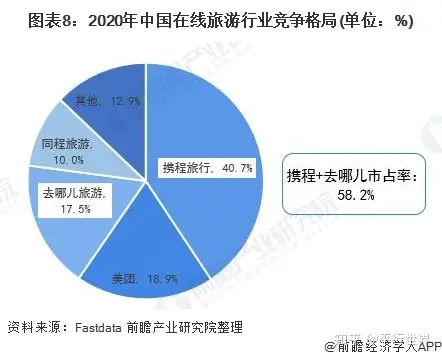 图表8：2020年中国在线旅游行业竞争格局(单位：%)
其他, 12.9%
同程旅游,
10.0%
携程旅行, 40.7%
去哪儿旅游,
17.5%
美团, 18.9%
携程+去哪儿市占率：
58.2%
资料来源：Fastdata 前瞻产业研究院整理
@前瞻经济学人APP